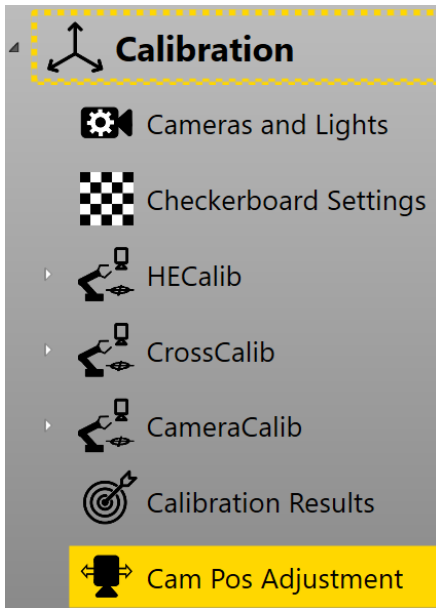 Calibration
Cameras and Lights
Checkerboard Settings
HECalib
CrossCalib
CameraCalib
Calibration Results
Cam Pos Adjustment